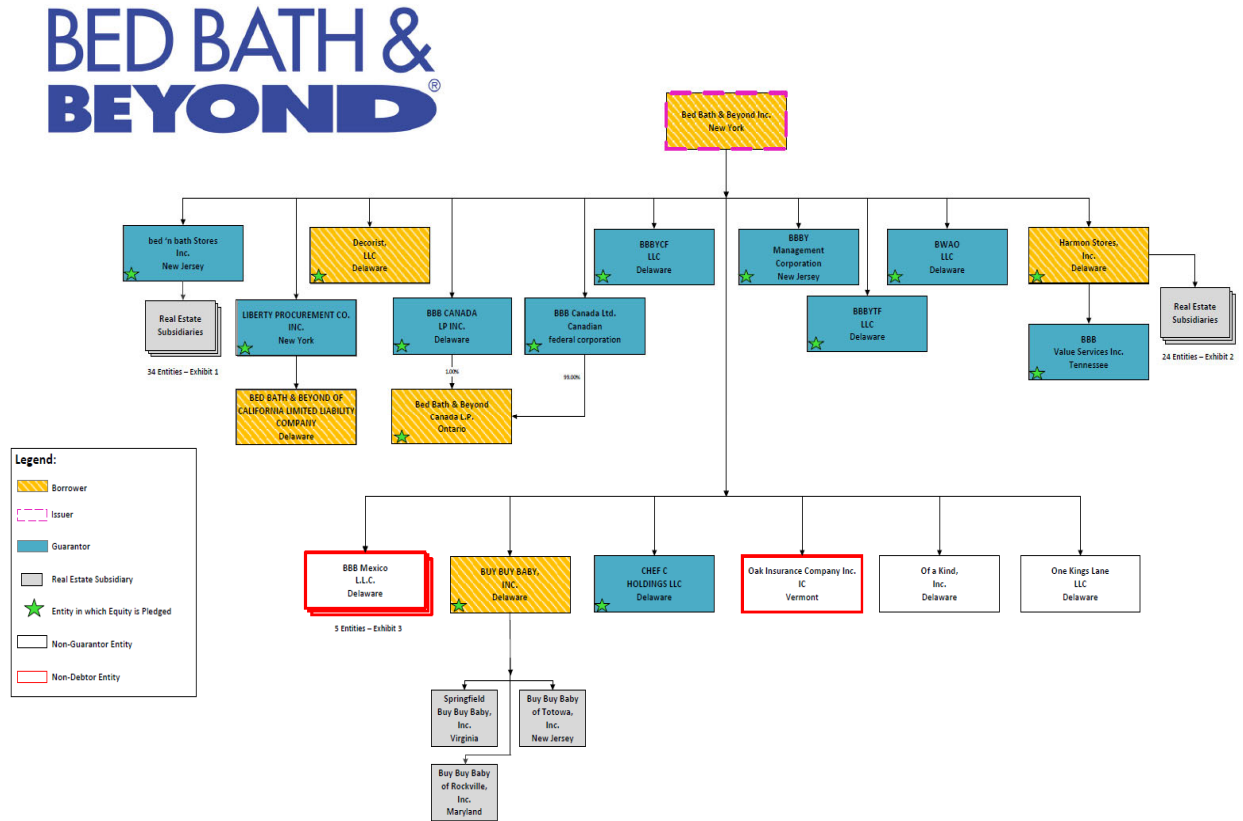 BED BATH &
BEYOND®
Bed Bath & Beyond Inc.
New York
bed 'n bath Stores
Inc.
New Jersey
Decorist,
LLC
Delaware
BBBYCF
LLC
Delaware
BBBY
Management
Corporation
New Jersey
BWAO
LLC
Delaware
Harmon Stores,
Inc.
Delaware
Real Estate
Subsidiaries
34 Entities – Exhibit 1
LIBERTY PROCUREMENT CO.
INC.
New York
BBB CANADA
LP INC.
Delaware
BBB Canada Ltd.
Canadian
federal corporation
BBBYTF
LLC
Delaware
Real Estate
Subsidiaries
24 Entities – Exhibit 2
BBB
Value Services Inc.
Tennessee
1.00%
99.00%
BED BATH & BEYOND OF
CALIFORNIA LIMITED LIABILITY
COMPANY
Delaware
Bed Bath & Beyond
Canada L.P.
Ontario
Legend:
Borrower
Issuer
Guarantor
Real Estate Subsidiary
Entity in which Equity is Pledged
Non-Guarantor Entity
Non-Debtor Entity
BBB Mexico
L.L.C.
Delaware
5 Entities – Exhibit 3
BUY BUY BABY,
INC.
Delaware
CHEF C
HOLDINGS LLC
Delaware
Oak Insurance Company Inc.
IC
Vermont
Of a Kind,
Inc.
Delaware
One Kings Lane
LLC
Delaware
Springfield
Buy Buy Baby,
Inc.
Virginia
Buy Buy Baby
of Totowa,
Inc.
New Jersey
Buy Buy Baby
of Rockville,
Inc.
Maryland